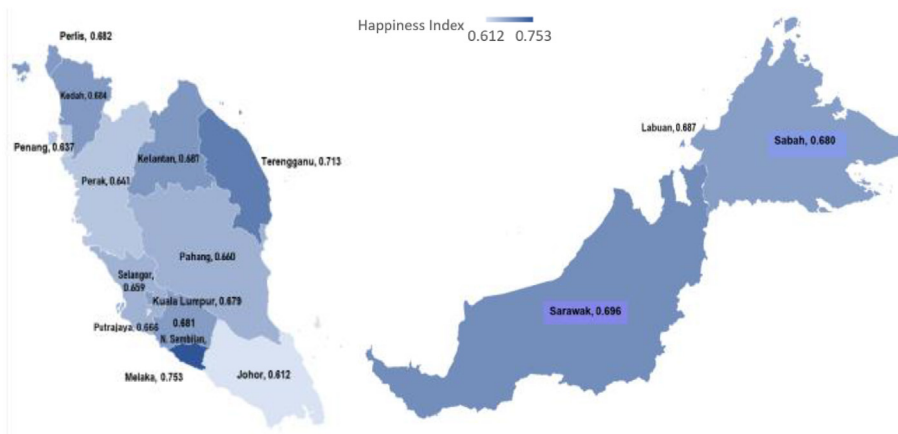 Happiness Index
0.612 0.753
Perlis, 0.682
Kedah, 0.684
Penang, 0.637
Perak, 0.641
Kelantan, 0.687
Terengganu, 0.713
Pahang, 0.660
Selangor,
0.659
Kuala Lumpur, 0.679
Putrajaya, 0.666
0.681
N. Sembilan,
Melaka, 0.753
Johor, 0.612
Labuan, 0.687
Sabah, 0.680
Sarawak, 0.696